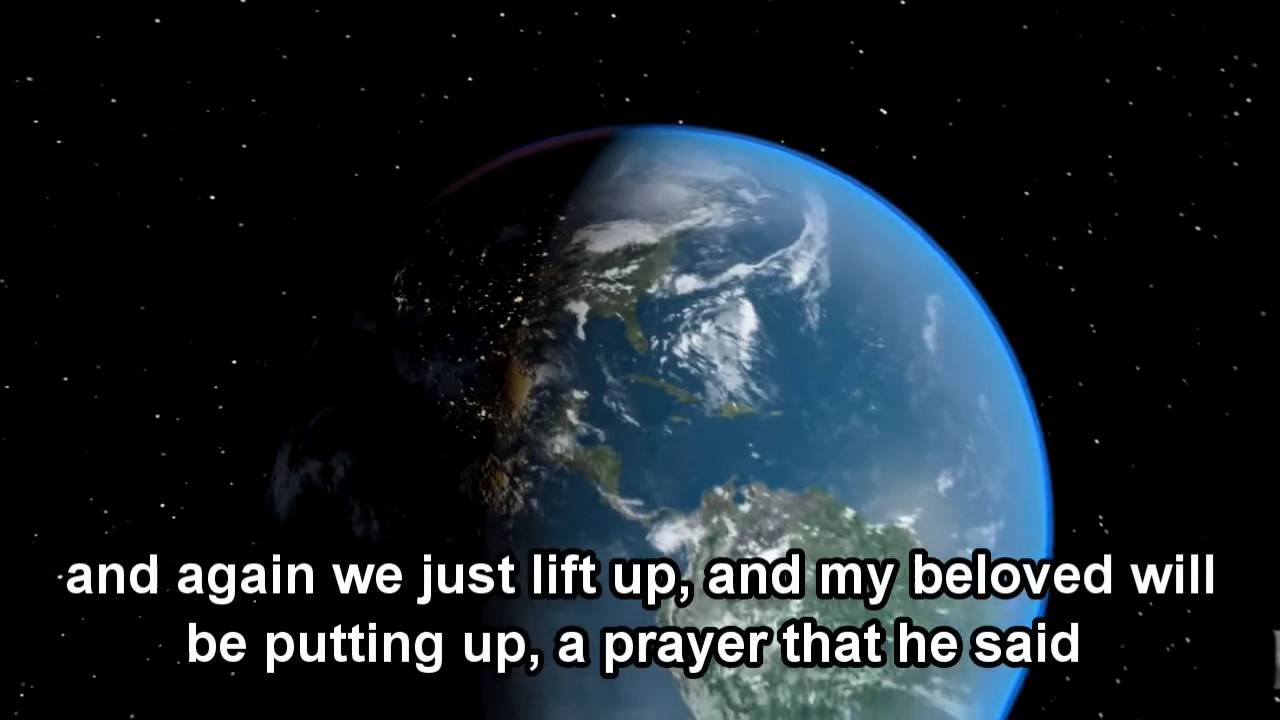 and again we just lift up, and my beloved will
be putting up, a prayer that he said